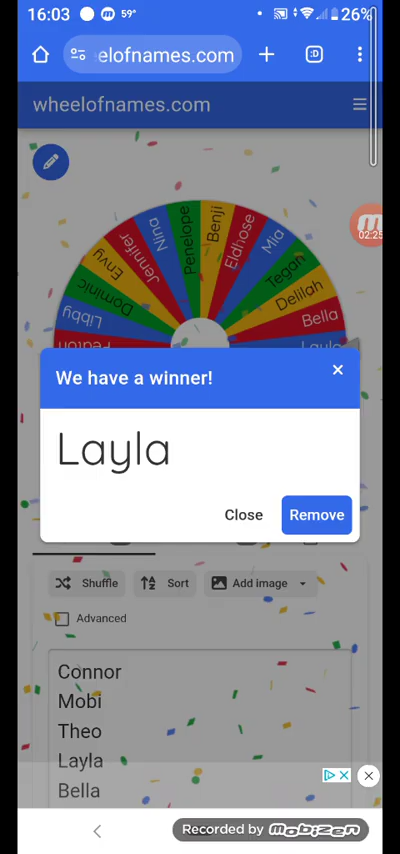 16:03 59° 26%
elofnames.com :D
wheelofnames.com
Libby
Dominic
Envy
Jennifer
Nina
Penelope
Benji
Eldhose
Mia
Tegan
Delilah
Bella
Layla
We have a winner!
Layla
Close Remove
Shuffle Sort Add image
Advanced
Connor
Mobi
Theo
Layla
Bella
Recorded by mobizen